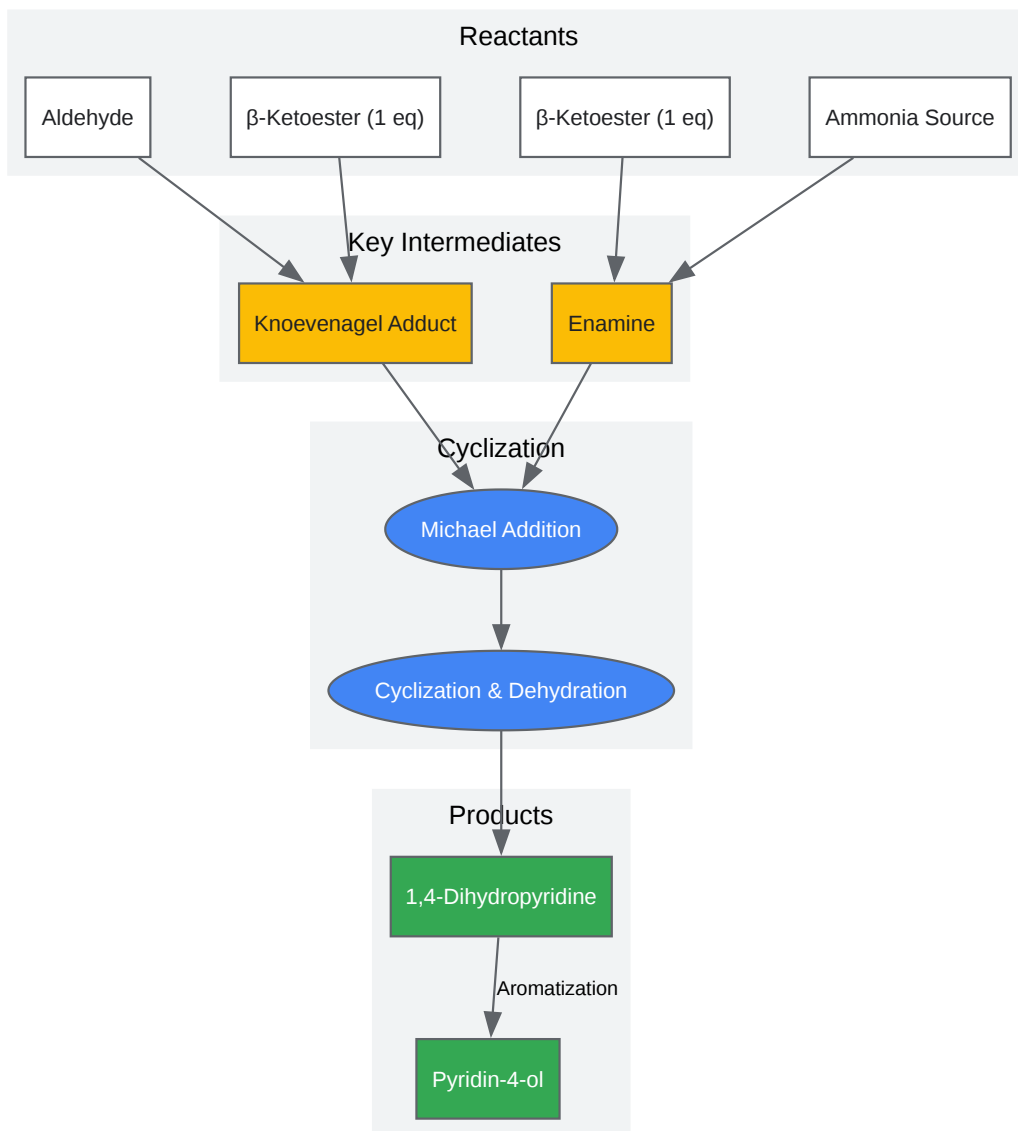 Reactants
Aldehyde
β-Ketoester (1 eq)
β-Ketoester (1 eq)
Ammonia Source
Key Intermediates
Knoevenagel Adduct
Enamine
Cyclization
Michael Addition
Cyclization & Dehydration
Products
1,4-Dihydropyridine
Aromatization
Pyridin-4-ol